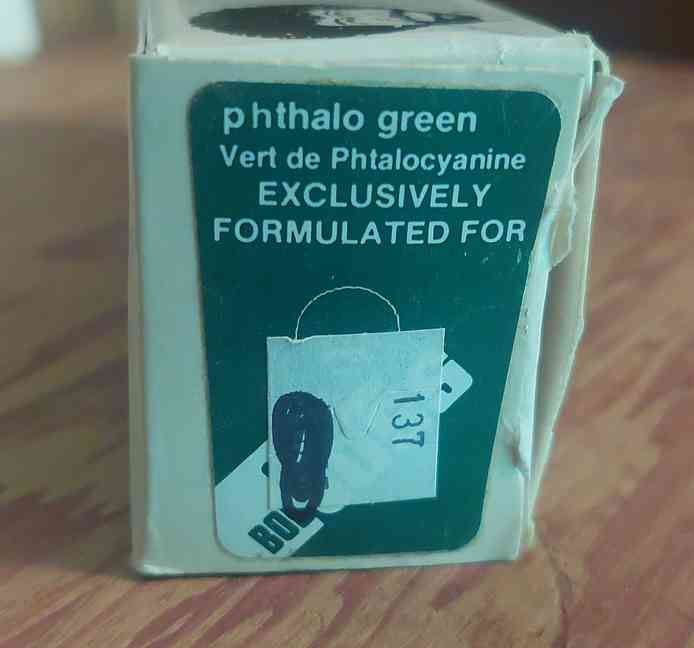 phthalo green
Vert de Phtalocyanine
EXCLUSIVELY
FORMULATED FOR
137
BO